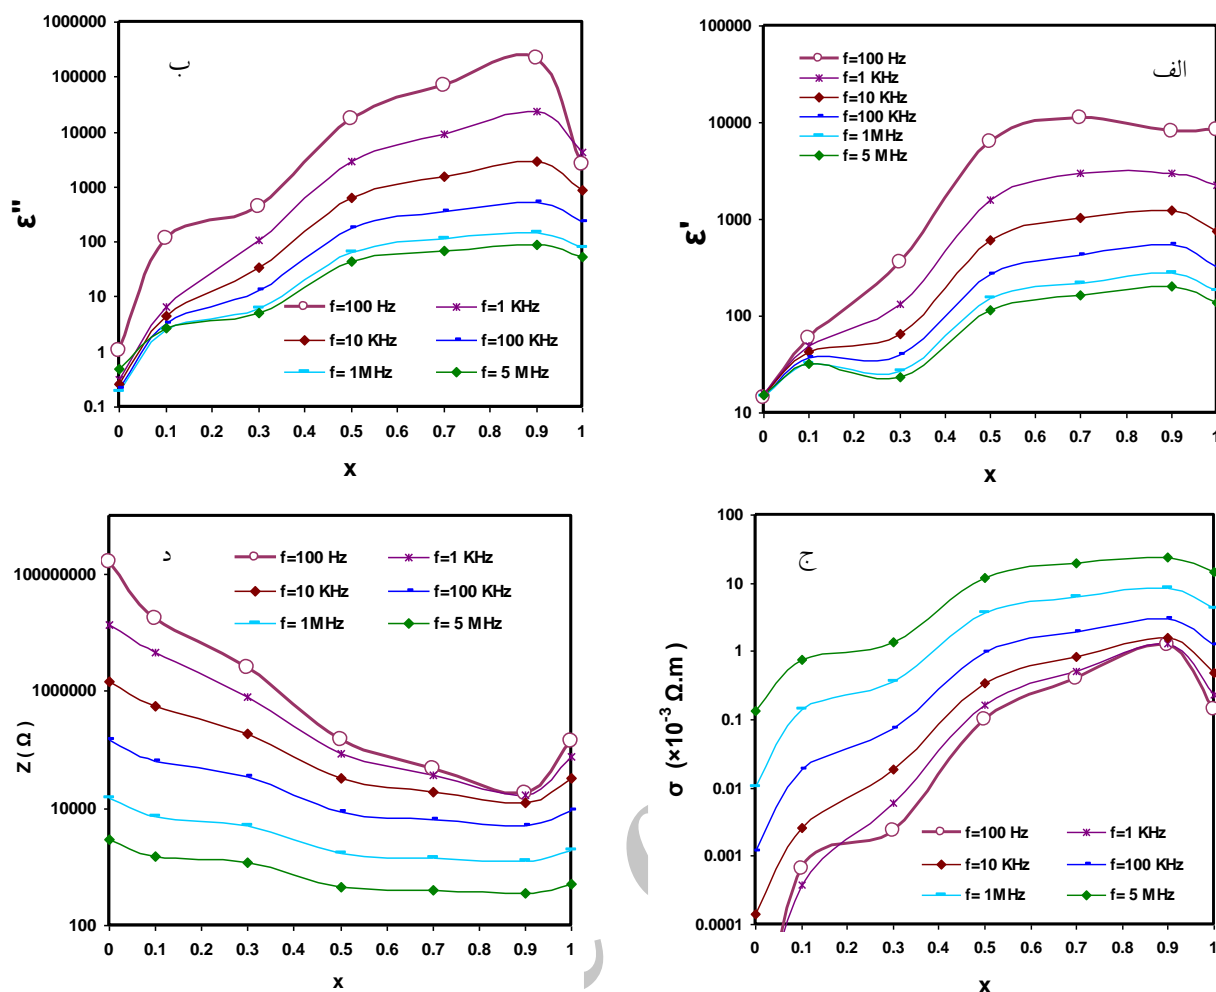 ب
ε''
1000000
100000
10000
1000
100
10
1
0.1
f=100 Hz
f=1 KHz
f=10 KHz
f=100 KHz
f= 1MHz
f= 5 MHz
0 0.1 0.2 0.3 0.4 0.5 0.6 0.7 0.8 0.9 1
x
الف
ε'
100000
10000
1000
100
10
f=100 Hz
f=1 KHz
f=10 KHz
f=100 KHz
f= 1MHz
f= 5 MHz
0 0.1 0.2 0.3 0.4 0.5 0.6 0.7 0.8 0.9 1
x
د
Z ( Ω )
100000000
1000000
10000
100
f=100 Hz
f=1 KHz
f=10 KHz
f=100 KHz
f= 1MHz
f= 5 MHz
0 0.1 0.2 0.3 0.4 0.5 0.6 0.7 0.8 0.9 1
x
ج
σ (×10⁻³ Ω.m)
100
10
1
0.1
0.01
0.001
0.0001
f=100 Hz
f=1 KHz
f=10 KHz
f=100 KHz
f= 1MHz
f= 5 MHz
0 0.1 0.2 0.3 0.4 0.5 0.6 0.7 0.8 0.9 1
x